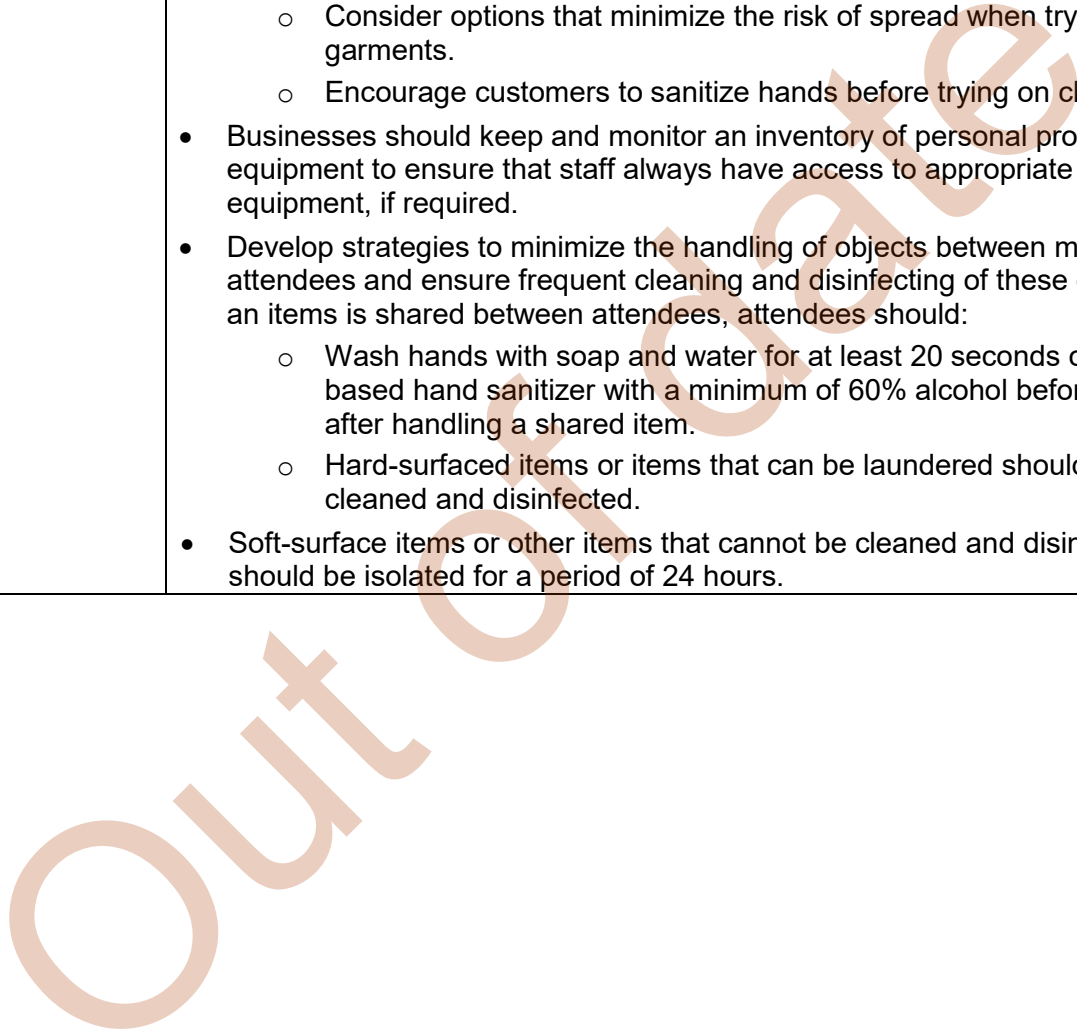 o Consider options that minimize the risk of spread when try
garments.
o Encourage customers to sanitize hands before trying on cl
• Businesses should keep and monitor an inventory of personal pro
equipment to ensure that staff always have access to appropriate
equipment, if required.
• Develop strategies to minimize the handling of objects between m
attendees and ensure frequent cleaning and disinfecting of these
an items is shared between attendees, attendees should:
o Wash hands with soap and water for at least 20 seconds o
based hand sanitizer with a minimum of 60% alcohol befor
after handling a shared item.
o Hard-surfaced items or items that can be laundered should
cleaned and disinfected.
• Soft-surface items or other items that cannot be cleaned and disin
should be isolated for a period of 24 hours.
Out of date